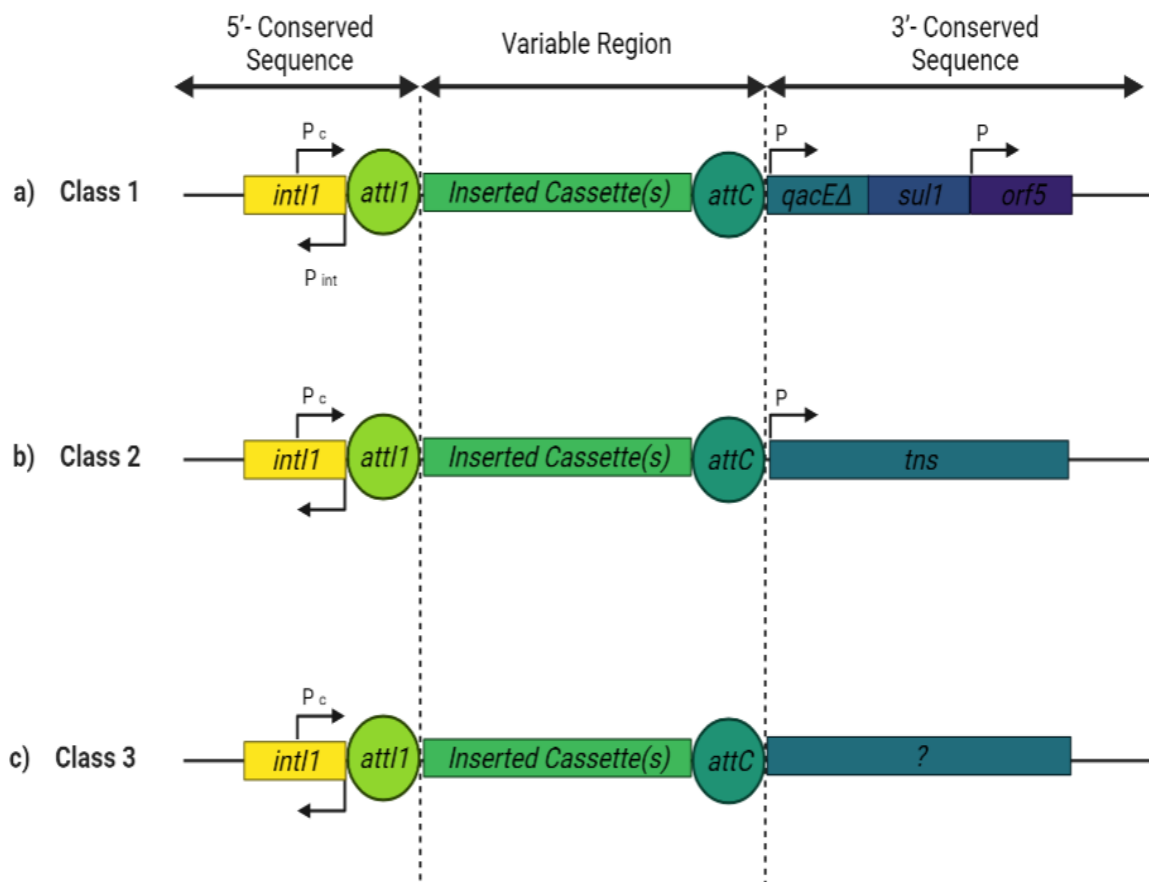 5'- Conserved
Sequence
Variable Region
3'- Conserved
Sequence
a) Class 1
P c
intI1
P int
attI1
Inserted Cassette(s)
attC
P
qacEΔ
sul1
P
orf5
b) Class 2
P c
intI1
attI1
Inserted Cassette(s)
attC
P
tns
c) Class 3
P c
intI1
attI1
Inserted Cassette(s)
attC
?